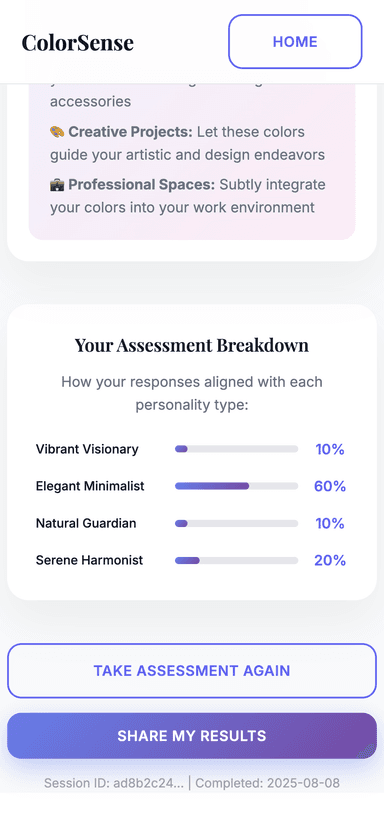 ColorSense
HOME
accessories
🎨 Creative Projects: Let these colors
guide your artistic and design endeavors
💼 Professional Spaces: Subtly integrate
your colors into your work environment
Your Assessment Breakdown
How your responses aligned with each
personality type:
Vibrant Visionary 10%
Elegant Minimalist 60%
Natural Guardian 10%
Serene Harmonist 20%
TAKE ASSESSMENT AGAIN
SHARE MY RESULTS
Session ID: ad8b2c24... | Completed: 2025-08-08